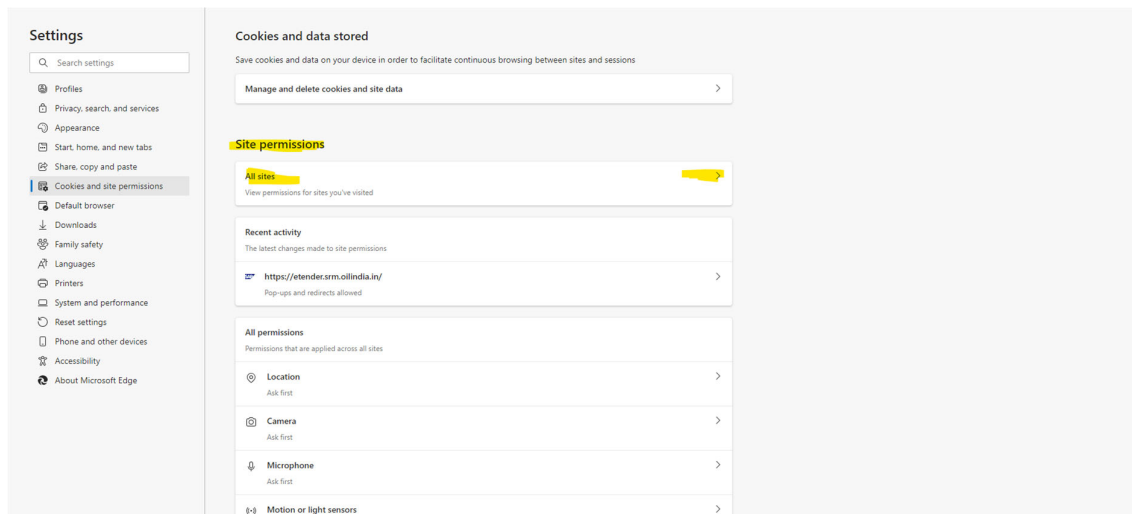 Settings
Search settings
Profiles
Privacy, search, and services
Appearance
Start, home, and new tabs
Share, copy and paste
Cookies and site permissions
Default browser
Downloads
Family safety
Languages
Printers
System and performance
Reset settings
Phone and other devices
Accessibility
About Microsoft Edge
Cookies and data stored
Save cookies and data on your device in order to facilitate continuous browsing between sites and sessions
Manage and delete cookies and site data
Site permissions
All sites
View permissions for sites you've visited
Recent activity
The latest changes made to site permissions
https://etender.srm.oilindia.in/
Pop-ups and redirects allowed
All permissions
Permissions that are applied across all sites
Location
Ask first
Camera
Ask first
Microphone
Ask first
Motion or light sensors